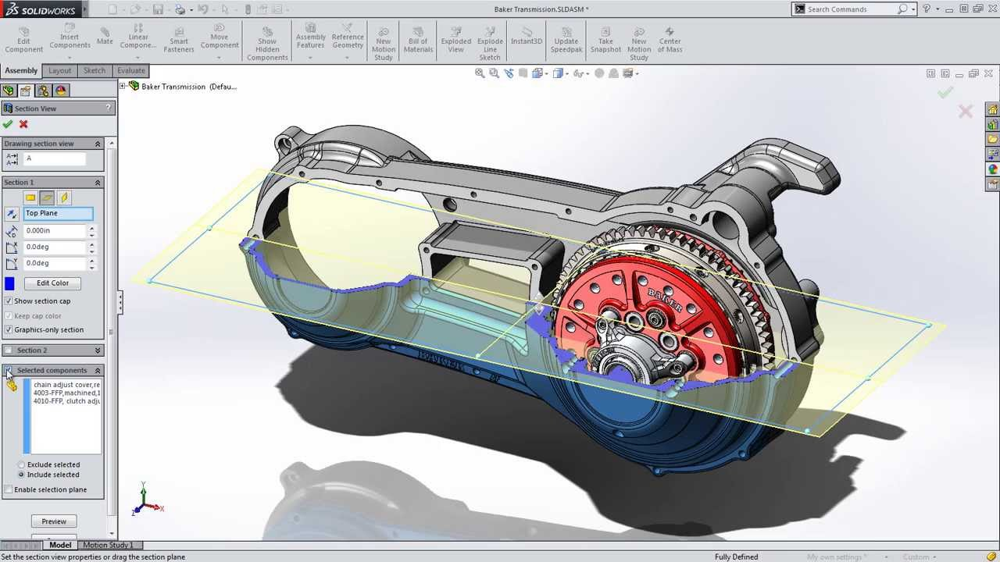 SOLIDWORKS
Baker Transmission.SLDASM *
Search Commands
Edit Component
Insert Components
Mate
Linear Compone...
Smart Fasteners
Move Component
Show Hidden Components
Assembly Features
Reference Geometry
New Motion Study
Bill of Materials
Exploded View
Explode Line Sketch
Instant3D
Update Speedpak
Take Snapshot
New Motion Study
Center of Mass
Assembly
Layout
Sketch
Evaluate
Baker Transmission (Defau...
Section View
?
Drawing section view
A
Section 1
Top Plane
0.000in
0.0deg
0.0deg
Edit Color
Show section cap
Keep cap color
Graphics-only section
Section 2
Selected components
chain adjust cover,re
4003-FFP,machined,1
4010-FFP, clutch adju
Exclude selected
Include selected
Enable selection plane
Preview
BAKER
Y
X
Z
Model
Motion Study 1
Set the section view properties or drag the section plane
Fully Defined
My own settings *
Custom